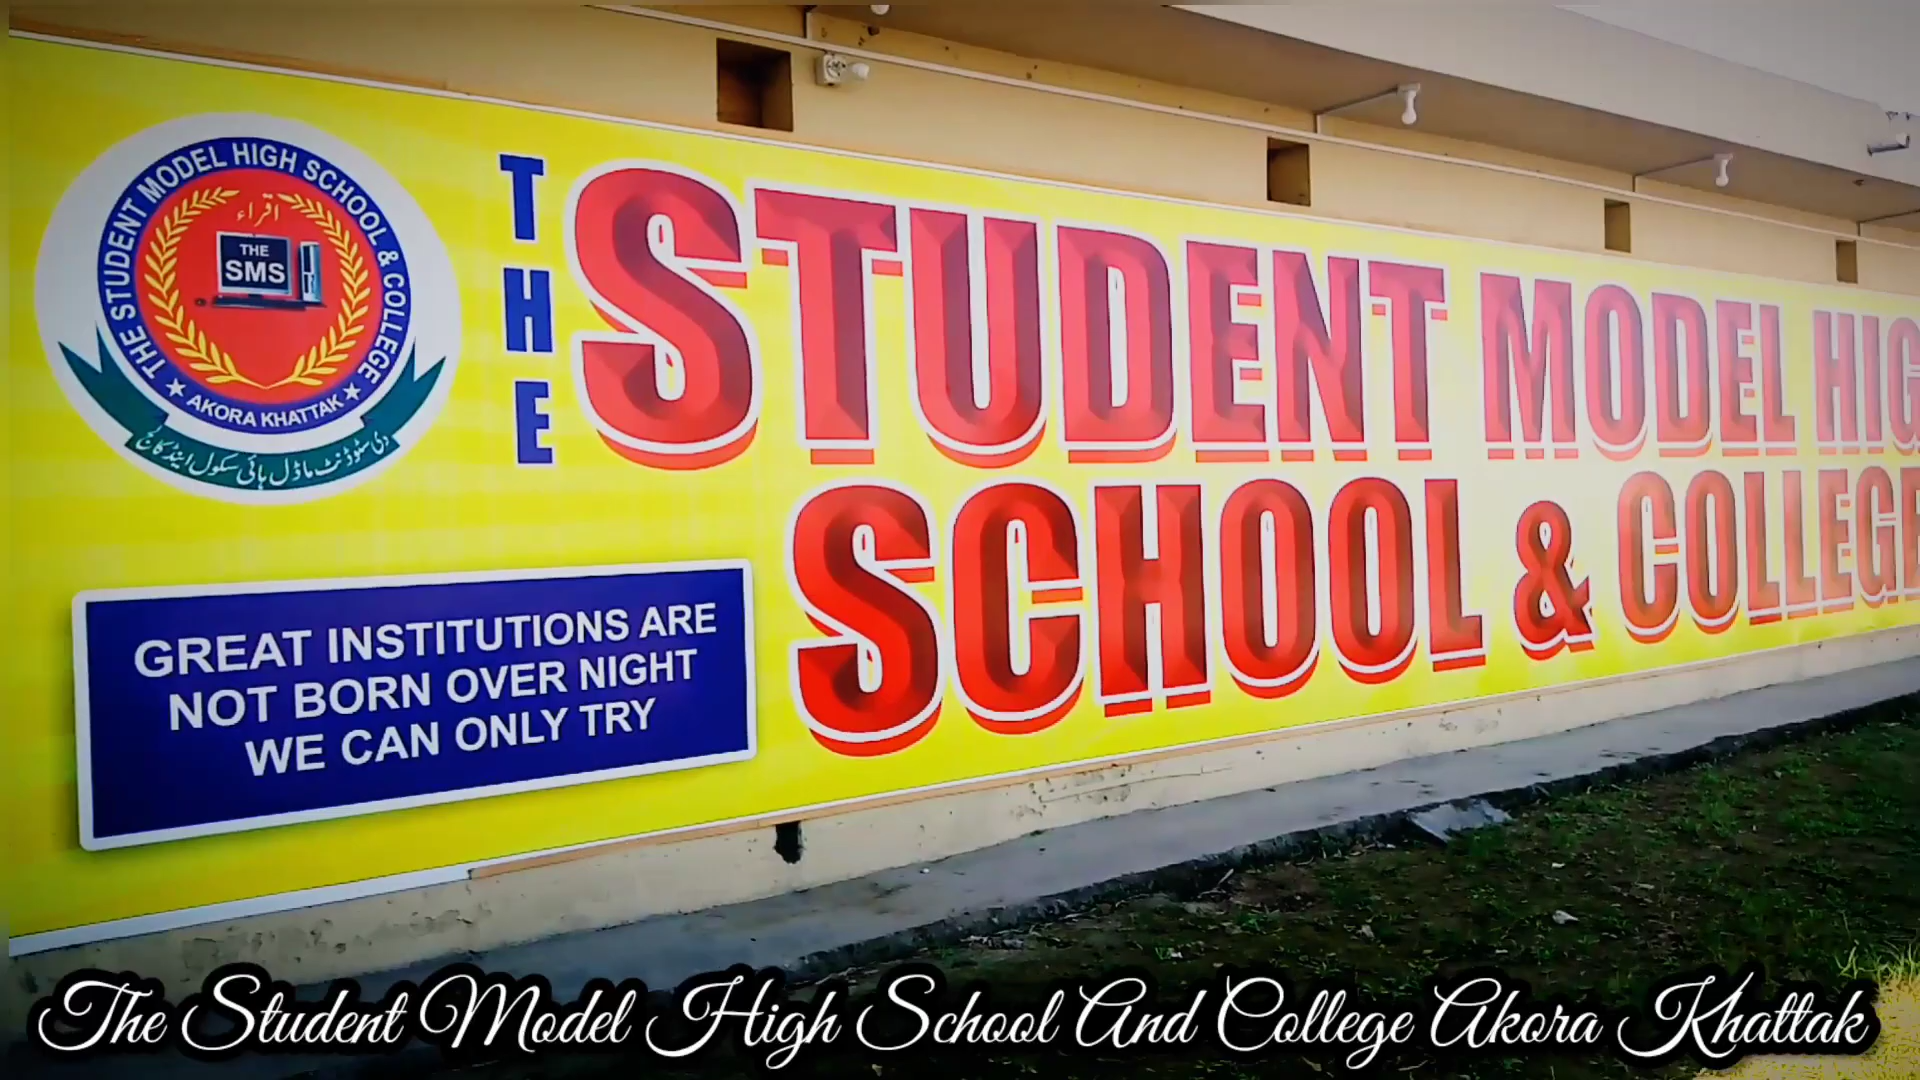 THE STUDENT MODEL HIGH SCHOOL & COLLEGE
اقراء
THE
SMS
★ AKORA KHATTAK ★
دی سٹوڈنٹ ماڈل ہائی سکول اینڈ کالج
THE
STUDENT MODEL HIG
SCHOOL & COLLEGE
GREAT INSTITUTIONS ARE
NOT BORN OVER NIGHT
WE CAN ONLY TRY
The Student Model High School And College Akora Khattak